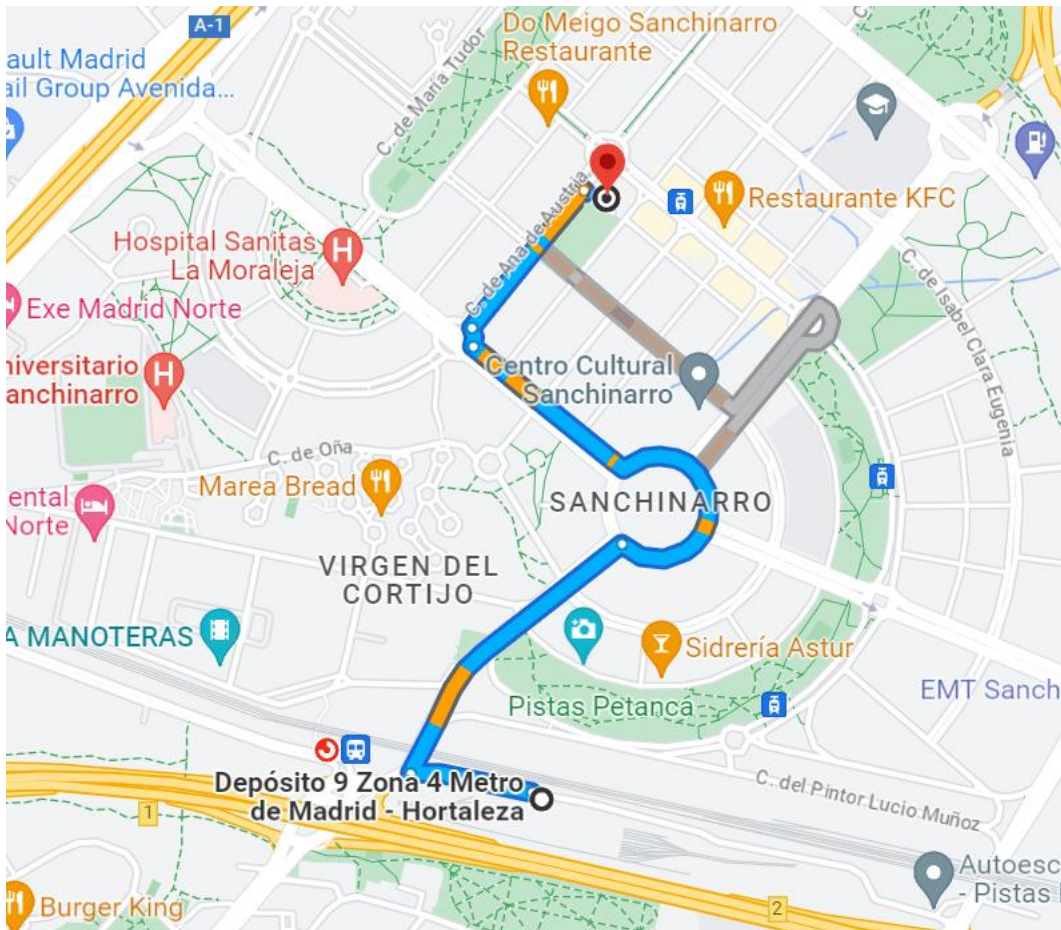 A-1
ault Madrid
ail Group Avenida...
C. de María Tudor
Do Meigo Sanchinarro
Restaurante
Restaurante KFC
Hospital Sanitas
La Moraleja
H
C. de Ana de Austria
C. de Isabel Clara Eugenia
Exe Madrid Norte
niversitario
anchinarro
H
Centro Cultural
Sanchinarro
C. de Oña
Marea Bread
SANCHINARRO
ental
Norte
VIRGEN DEL
CORTIJO
A MANOTERAS
Sidrería Astur
Pistas Petanca
EMT Sanch
Depósito 9 Zona 4 Metro
de Madrid - Hortaleza
C. del Pintor Lucio Muñoz
1
Autoesc
- Pistas
Burger King
2